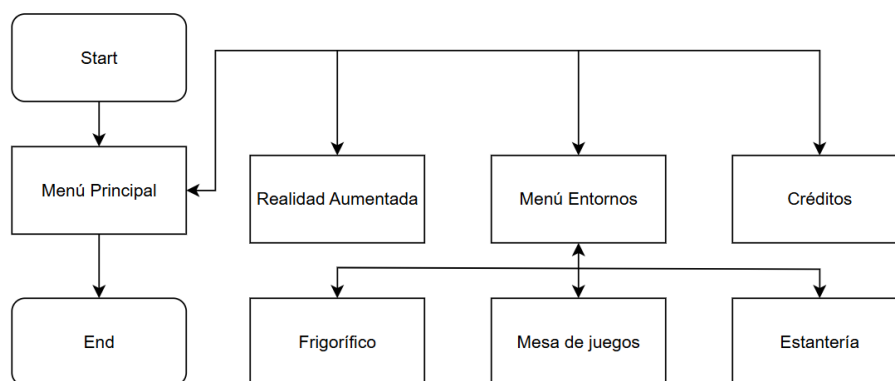 Start
Menú Principal
Realidad Aumentada
Menú Entornos
Créditos
End
Frigorífico
Mesa de juegos
Estantería